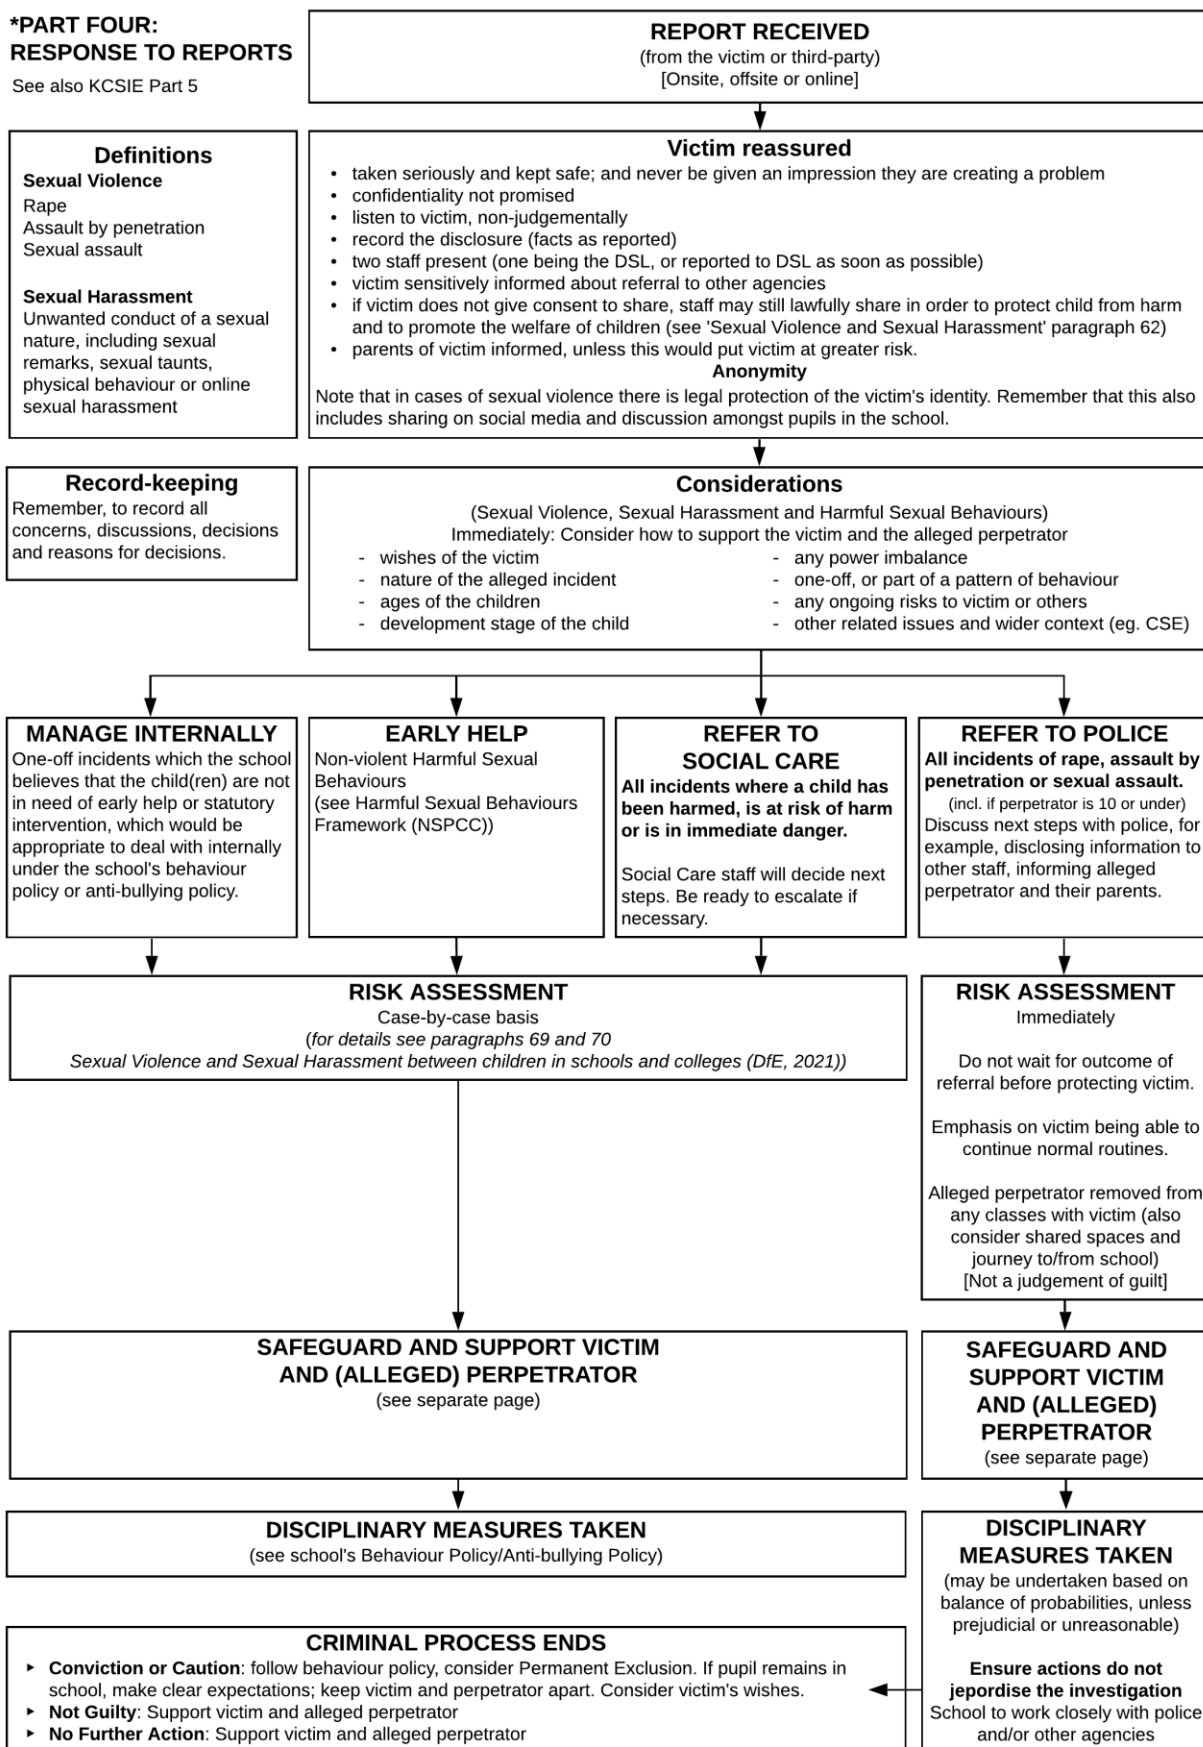 *PART FOUR:
RESPONSE TO REPORTS
See also KCSIE Part 5
REPORT RECEIVED
(from the victim or third-party)
[Onsite, offsite or online]
Definitions
Sexual Violence
Rape
Assault by penetration
Sexual assault
Sexual Harassment
Unwanted conduct of a sexual
nature, including sexual
remarks, sexual taunts,
physical behaviour or online
sexual harassment
Victim reassured
• taken seriously and kept safe; and never be given an impression they are creating a problem
• confidentiality not promised
• listen to victim, non-judgementally
• record the disclosure (facts as reported)
• two staff present (one being the DSL, or reported to DSL as soon as possible)
• victim sensitively informed about referral to other agencies
• if victim does not give consent to share, staff may still lawfully share in order to protect child from harm
and to promote the welfare of children (see 'Sexual Violence and Sexual Harassment' paragraph 62)
• parents of victim informed, unless this would put victim at greater risk.
Anonymity
Note that in cases of sexual violence there is legal protection of the victim's identity. Remember that this also
includes sharing on social media and discussion amongst pupils in the school.
Record-keeping
Remember, to record all
concerns, discussions, decisions
and reasons for decisions.
Considerations
(Sexual Violence, Sexual Harassment and Harmful Sexual Behaviours)
Immediately: Consider how to support the victim and the alleged perpetrator
- wishes of the victim
- nature of the alleged incident
- ages of the children
- development stage of the child
- any power imbalance
- one-off, or part of a pattern of behaviour
- any ongoing risks to victim or others
- other related issues and wider context (eg. CSE)
MANAGE INTERNALLY
One-off incidents which the school
believes that the child(ren) are not
in need of early help or statutory
intervention, which would be
appropriate to deal with internally
under the school's behaviour
policy or anti-bullying policy.
EARLY HELP
Non-violent Harmful Sexual
Behaviours
(see Harmful Sexual Behaviours
Framework (NSPCC))
REFER TO
SOCIAL CARE
All incidents where a child has
been harmed, is at risk of harm
or is in immediate danger.
Social Care staff will decide next
steps. Be ready to escalate if
necessary.
REFER TO POLICE
All incidents of rape, assault by
penetration or sexual assault.
(incl. if perpetrator is 10 or under)
Discuss next steps with police, for
example, disclosing information to
other staff, informing alleged
perpetrator and their parents.
RISK ASSESSMENT
Case-by-case basis
(for details see paragraphs 69 and 70
Sexual Violence and Sexual Harassment between children in schools and colleges (DfE, 2021))
RISK ASSESSMENT
Immediately
Do not wait for outcome of
referral before protecting victim.
Emphasis on victim being able to
continue normal routines.
Alleged perpetrator removed from
any classes with victim (also
consider shared spaces and
journey to/from school)
[Not a judgement of guilt]
SAFEGUARD AND SUPPORT VICTIM
AND (ALLEGED) PERPETRATOR
(see separate page)
SAFEGUARD AND
SUPPORT VICTIM
AND (ALLEGED)
PERPETRATOR
(see separate page)
DISCIPLINARY MEASURES TAKEN
(see school's Behaviour Policy/Anti-bullying Policy)
DISCIPLINARY
MEASURES TAKEN
(may be undertaken based on
balance of probabilities, unless
prejudicial or unreasonable)
Ensure actions do not
jepordise the investigation
School to work closely with police
and/or other agencies
CRIMINAL PROCESS ENDS
▸ Conviction or Caution: follow behaviour policy, consider Permanent Exclusion. If pupil remains in
school, make clear expectations; keep victim and perpetrator apart. Consider victim's wishes.
▸ Not Guilty: Support victim and alleged perpetrator
▸ No Further Action: Support victim and alleged perpetrator